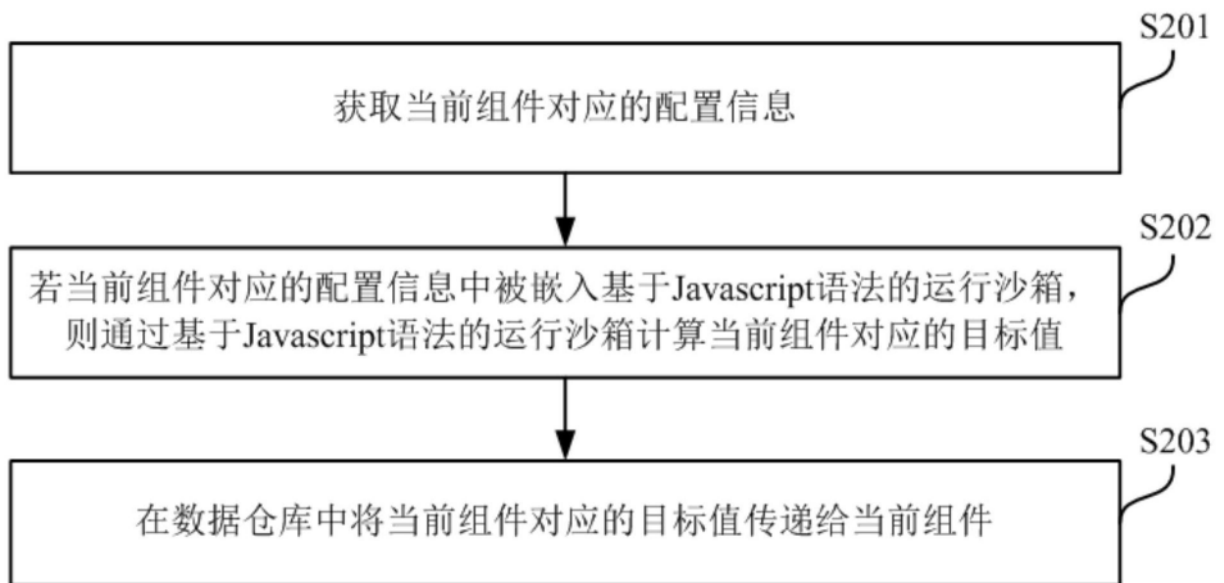 S201
获取当前组件对应的配置信息
S202
若当前组件对应的配置信息中被嵌入基于Javascript语法的运行沙箱，
则通过基于Javascript语法的运行沙箱计算当前组件对应的目标值
S203
在数据仓库中将当前组件对应的目标值传递给当前组件